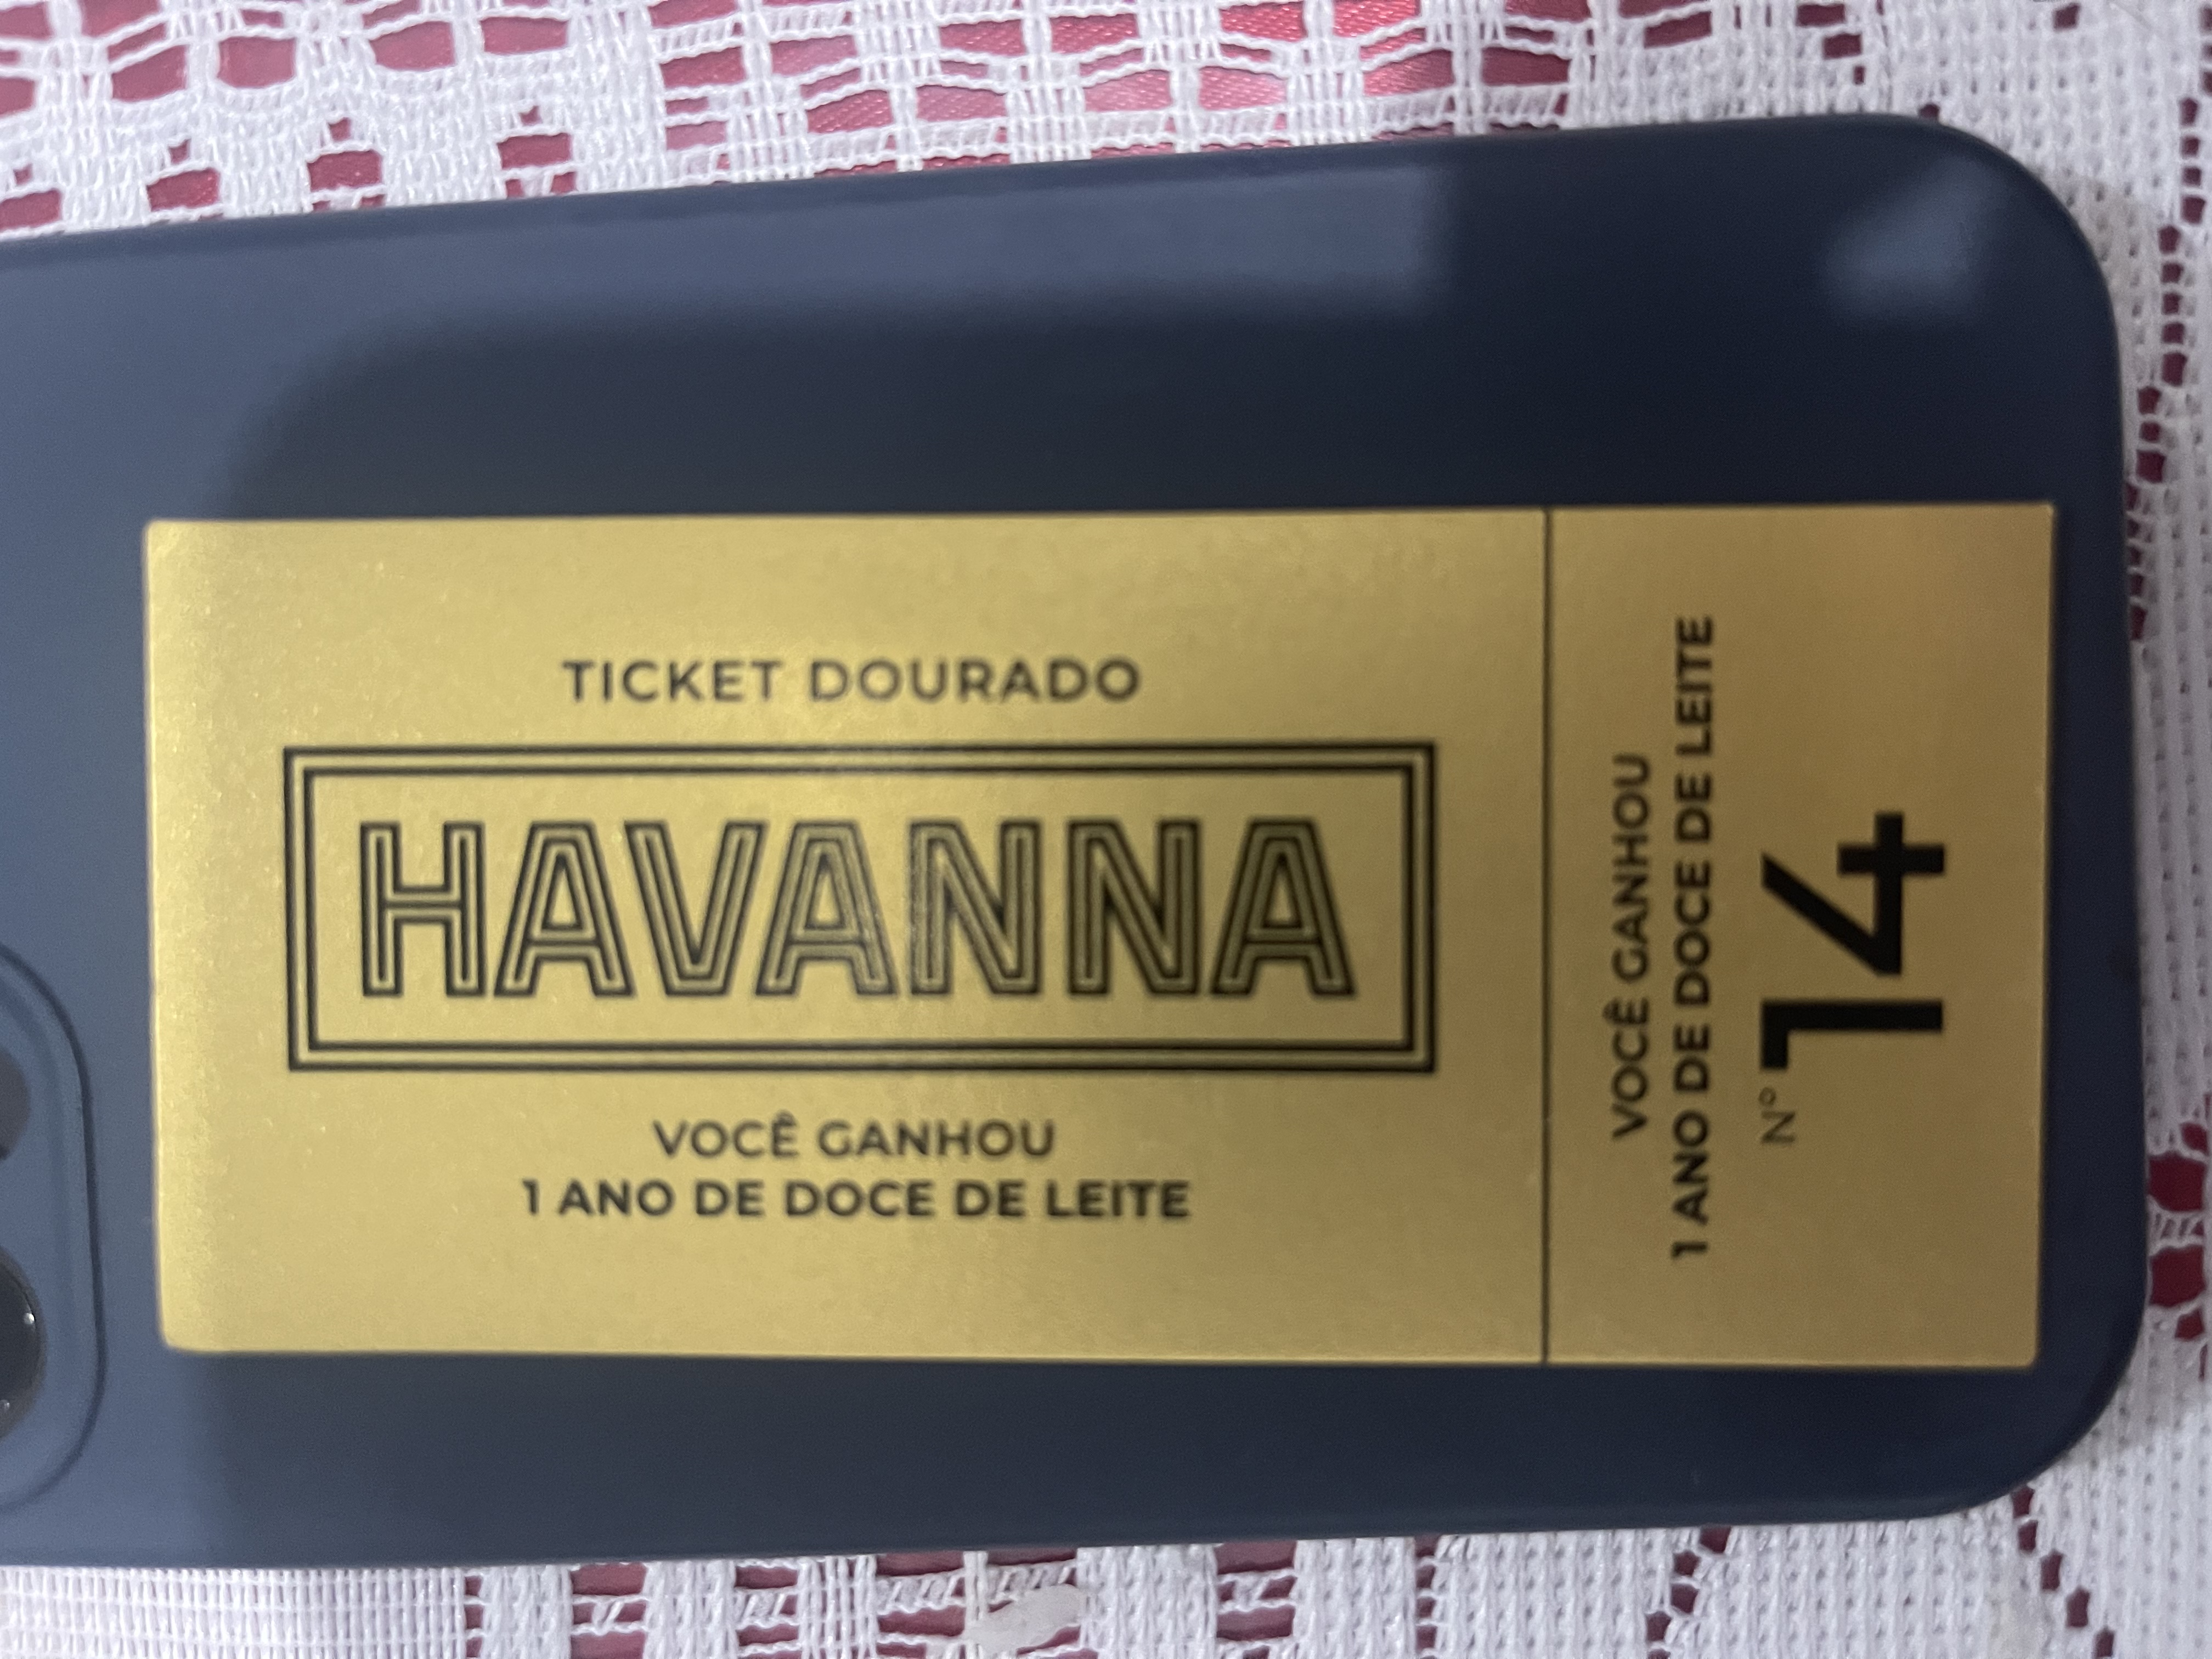 TICKET DOURADO
HAVANNA
VOCÊ GANHOU
1 ANO DE DOCE DE LEITE
VOCÊ GANHOU
1 ANO DE DOCE DE LEITE
N° 14